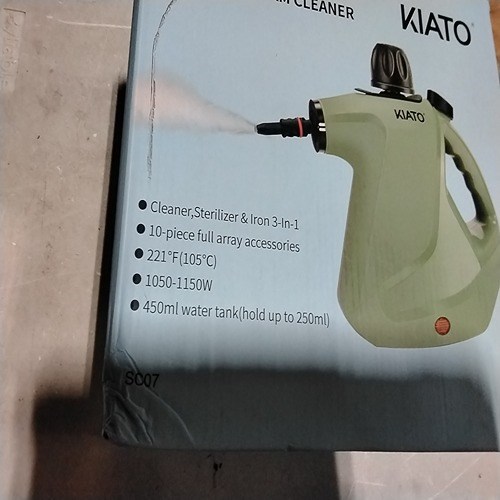 CLEANER
KIATO
KIATO
Cleaner,Sterilizer & Iron 3-In-1
10-piece full array accessories
221°F(105°C)
1050-1150W
450ml water tank(hold up to 250ml)
SC07